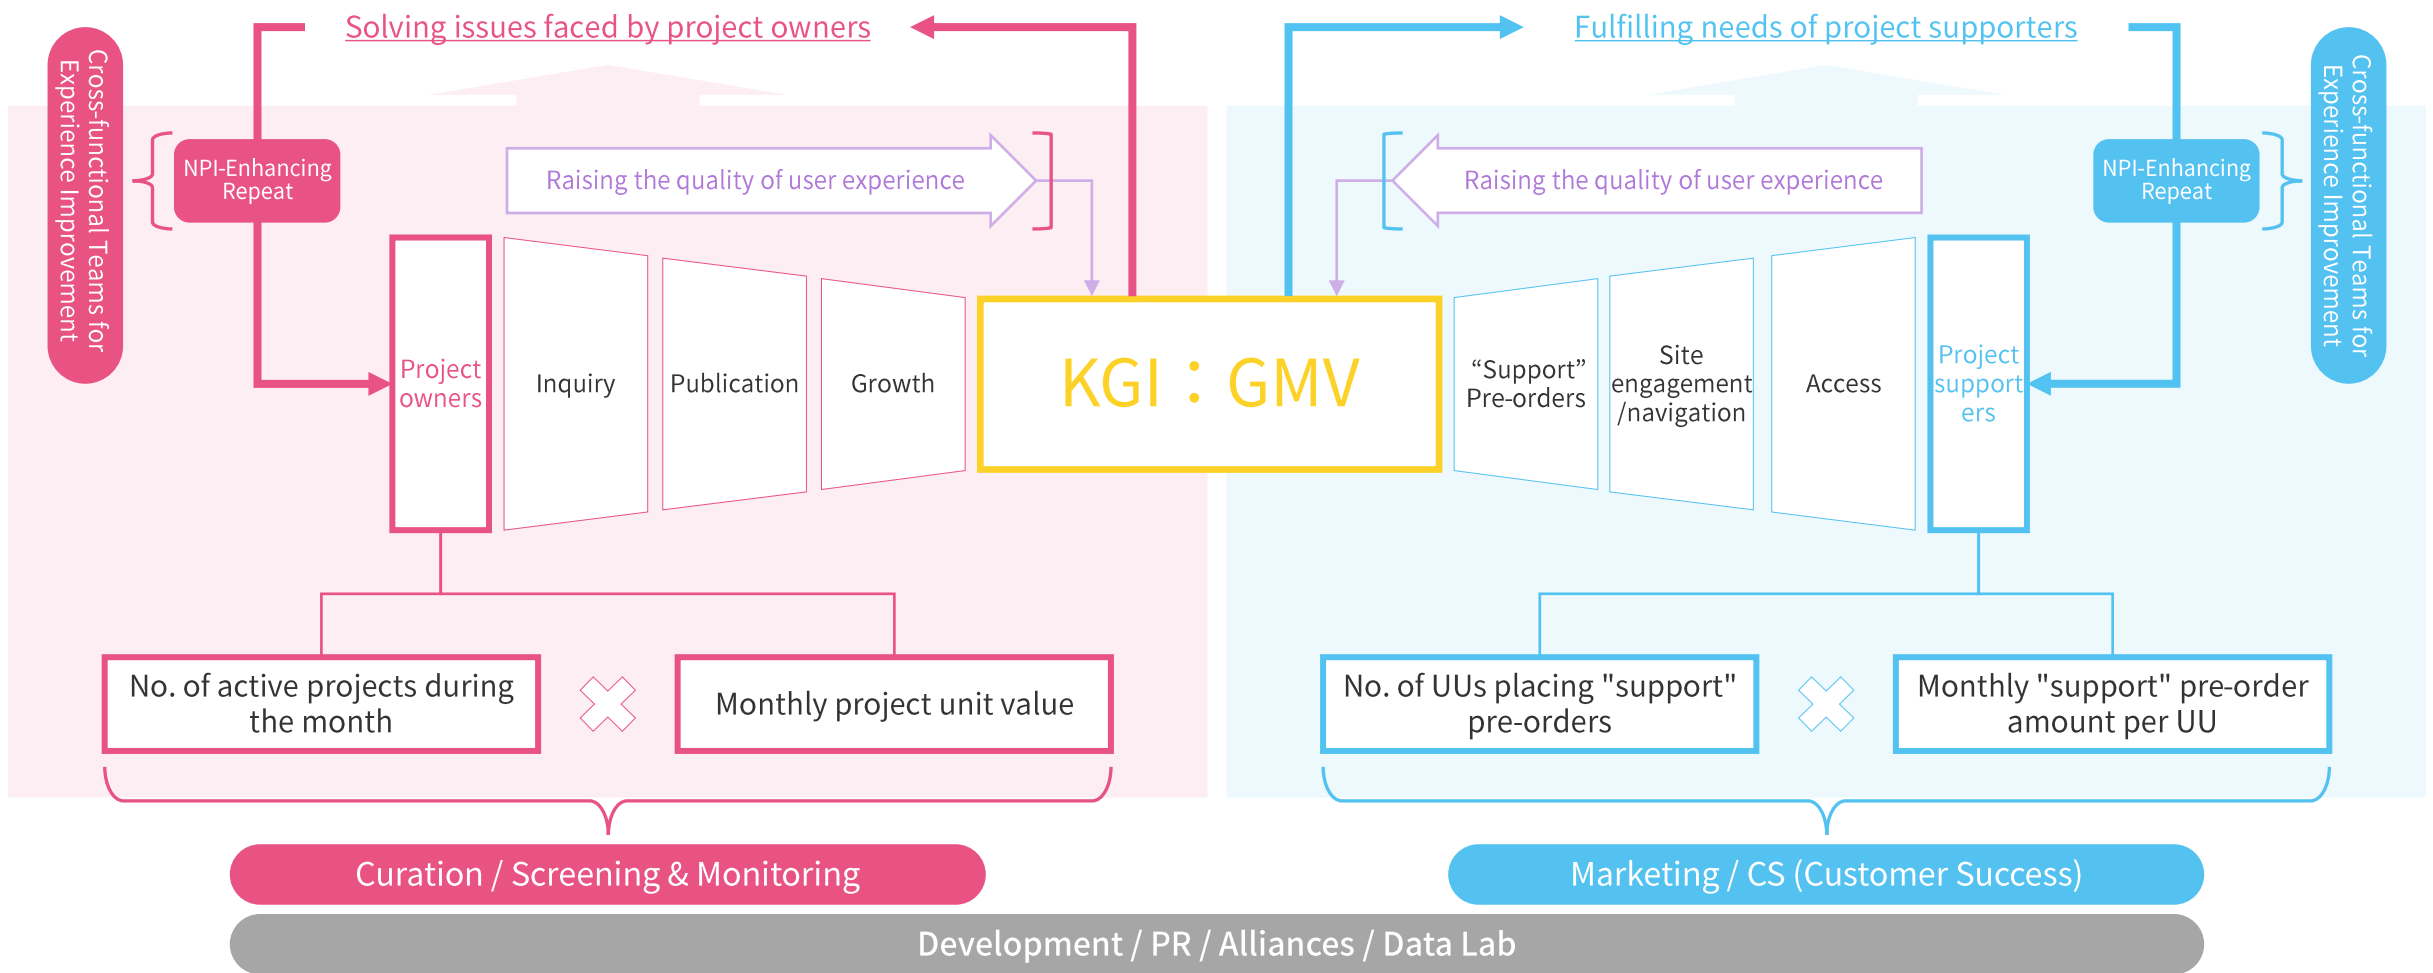 Solving issues faced by project owners
Fulfilling needs of project supporters
Cross-functional Teams for
Experience Improvement
NPI-Enhancing
Repeat
Raising the quality of user experience
Raising the quality of user experience
NPI-Enhancing
Repeat
Cross-functional Teams for
Experience Improvement
Project
owners
Inquiry
Publication
Growth
KGI：GMV
“Support”
Pre-orders
Site
engagement
/navigation
Access
Project
support
ers
No. of active projects during
the month
Monthly project unit value
No. of UUs placing "support"
pre-orders
Monthly "support" pre-order
amount per UU
Curation / Screening & Monitoring
Marketing / CS (Customer Success)
Development / PR / Alliances / Data Lab